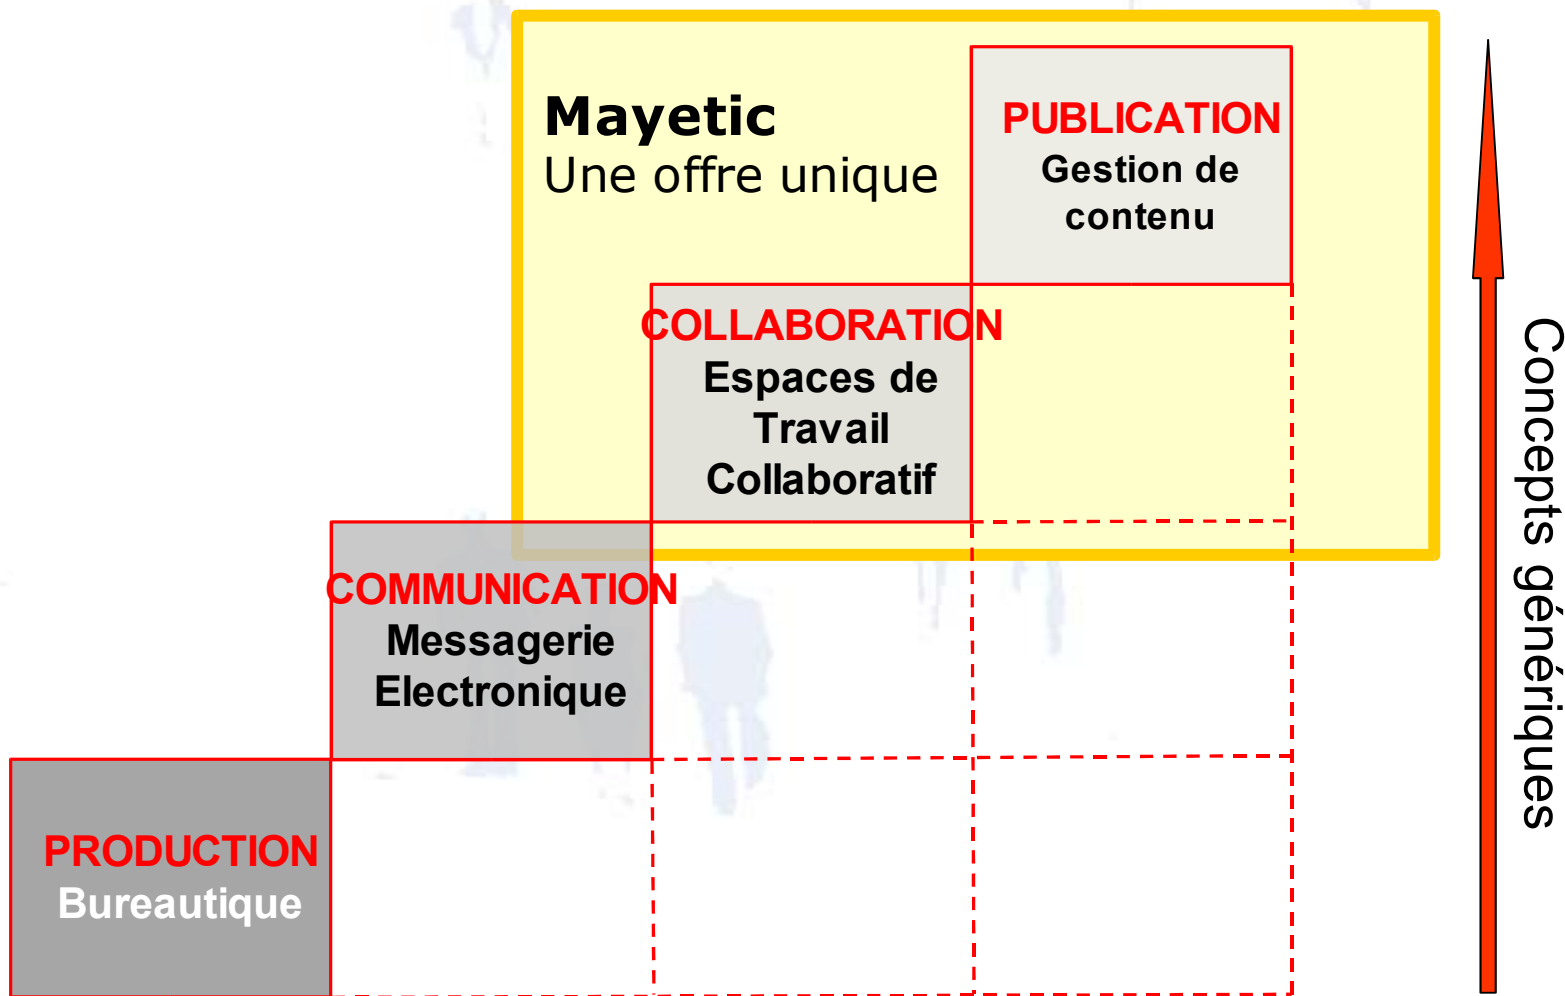 Mayetic
Une offre unique
PUBLICATION
Gestion de
contenu
COLLABORATION
Espaces de
Travail
Collaboratif
COMMUNICATION
Messagerie
Electronique
PRODUCTION
Bureautique
Concepts génériques